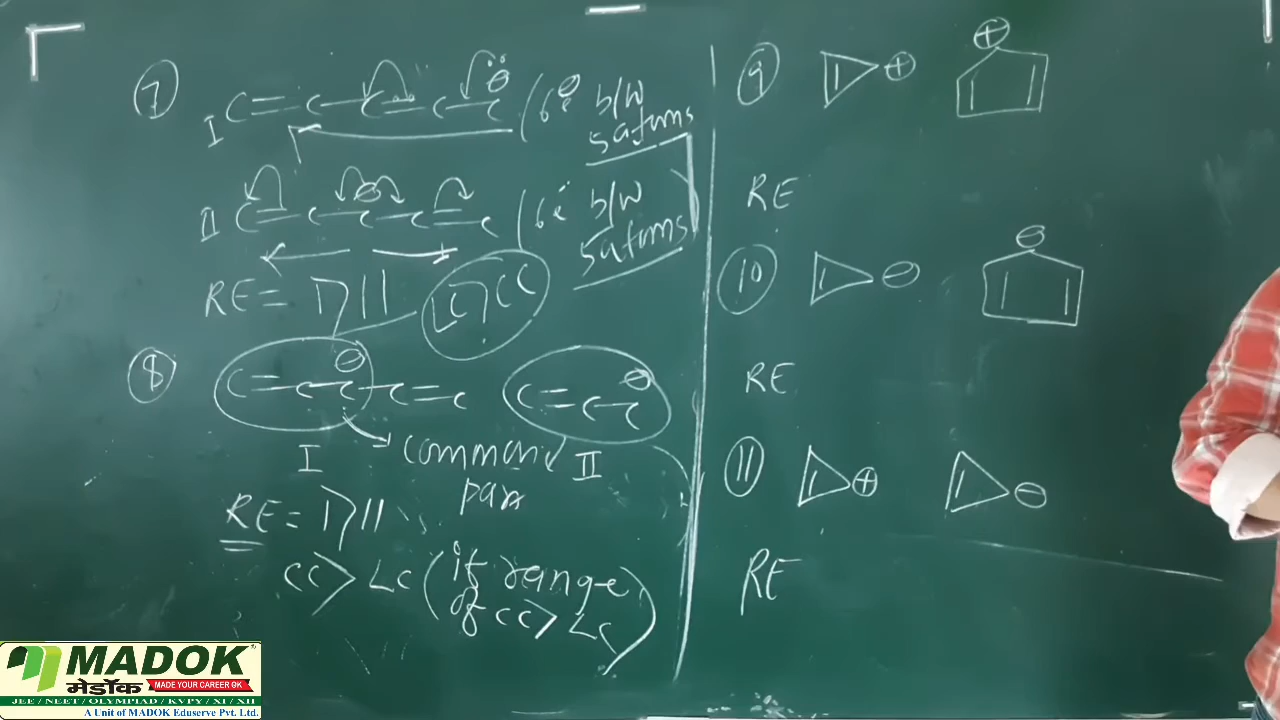 7
I C=C-C=C-C (6e⊖ b/w
5 atoms
II C=C-C-C=C (6e b/w
5 atoms
RE = I > II LC > CC
8 C=C-C-C=C C=C-C
I common II
part
RE = I > II
CC > LC (if range
of CC > LC)
9 ⊕ ⊕
RE
10 ⊖ ⊖
RE
11 ⊕ ⊖
RE
MADOK
मेडॉक MADE YOUR CAREER GK
JEE / NEET / OLYMPIAD / KVPY / XI / XII
A Unit of MADOK Eduserve Pvt. Ltd.